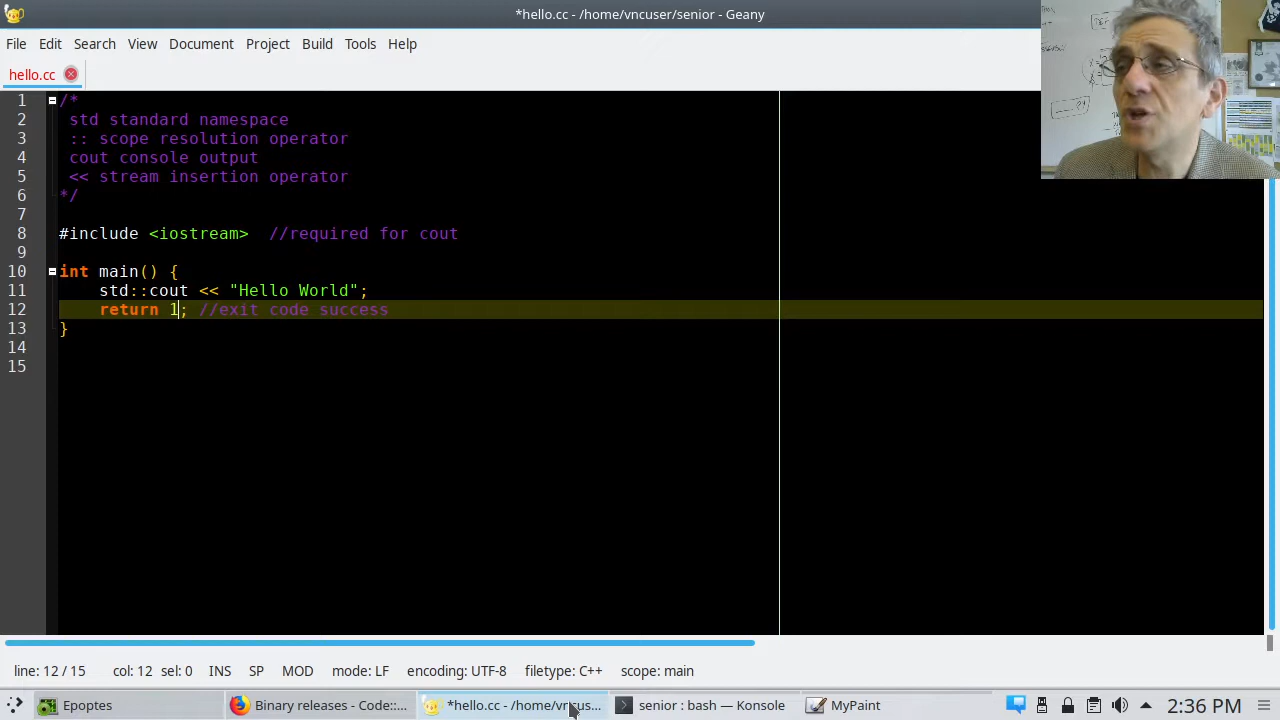 *hello.cc - /home/vncuser/senior - Geany
File Edit Search View Document Project Build Tools Help
hello.cc
1 /*
2 std standard namespace
3 :: scope resolution operator
4 cout console output
5 << stream insertion operator
6 */
7
8 #include <iostream>  //required for cout
9
10 int main() {
11     std::cout << "Hello World";
12     return 1; //exit code success
13 }
14
15
line: 12 / 15 col: 12 sel: 0 INS SP MOD mode: LF encoding: UTF-8 filetype: C++ scope: main
Epoptes Binary releases - Code::... *hello.cc - /home/vncus... senior : bash — Konsole MyPaint 2:36 PM